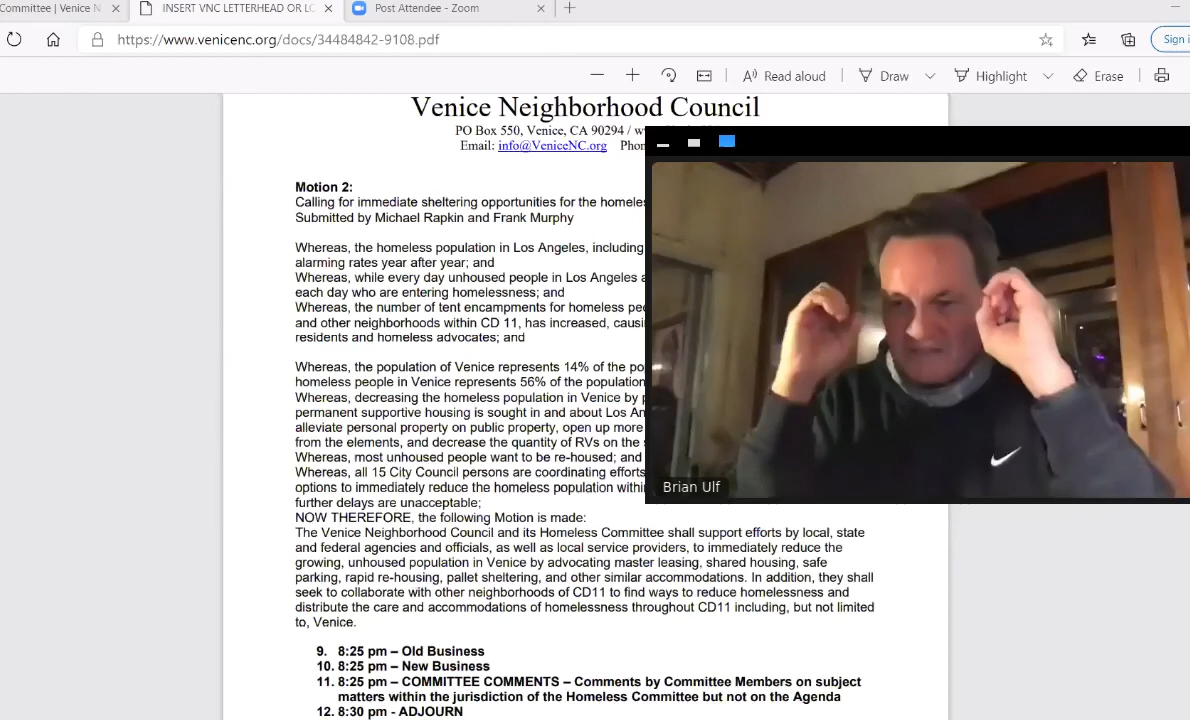 Committee | Venice N
INSERT VNC LETTERHEAD OR LO
Post Attendee - Zoom
https://www.venicenc.org/docs/34484842-9108.pdf
Sign i
Read aloud
Draw
Highlight
Erase
Venice Neighborhood Council
PO Box 550, Venice, CA 90294 / w
Email: info@VeniceNC.org Phon
Motion 2:
Calling for immediate sheltering opportunities for the homeles
Submitted by Michael Rapkin and Frank Murphy
Whereas, the homeless population in Los Angeles, including
alarming rates year after year; and
Whereas, while every day unhoused people in Los Angeles a
each day who are entering homelessness; and
Whereas, the number of tent encampments for homeless peo
and other neighborhoods within CD 11, has increased, causi
residents and homeless advocates; and
Whereas, the population of Venice represents 14% of the po
homeless people in Venice represents 56% of the population
Whereas, decreasing the homeless population in Venice by p
permanent supportive housing is sought in and about Los An
alleviate personal property on public property, open up more
from the elements, and decrease the quantity of RVs on the s
Whereas, most unhoused people want to be re-housed; and
Whereas, all 15 City Council persons are coordinating efforts
options to immediately reduce the homeless population within
further delays are unacceptable;
NOW THEREFORE, the following Motion is made:
The Venice Neighborhood Council and its Homeless Committee shall support efforts by local, state
and federal agencies and officials, as well as local service providers, to immediately reduce the
growing, unhoused population in Venice by advocating master leasing, shared housing, safe
parking, rapid re-housing, pallet sheltering, and other similar accommodations. In addition, they shall
seek to collaborate with other neighborhoods of CD11 to find ways to reduce homelessness and
distribute the care and accommodations of homelessness throughout CD11 including, but not limited
to, Venice.
9. 8:25 pm – Old Business
10. 8:25 pm – New Business
11. 8:25 pm – COMMITTEE COMMENTS – Comments by Committee Members on subject
matters within the jurisdiction of the Homeless Committee but not on the Agenda
12. 8:30 pm - ADJOURN
Brian Ulf